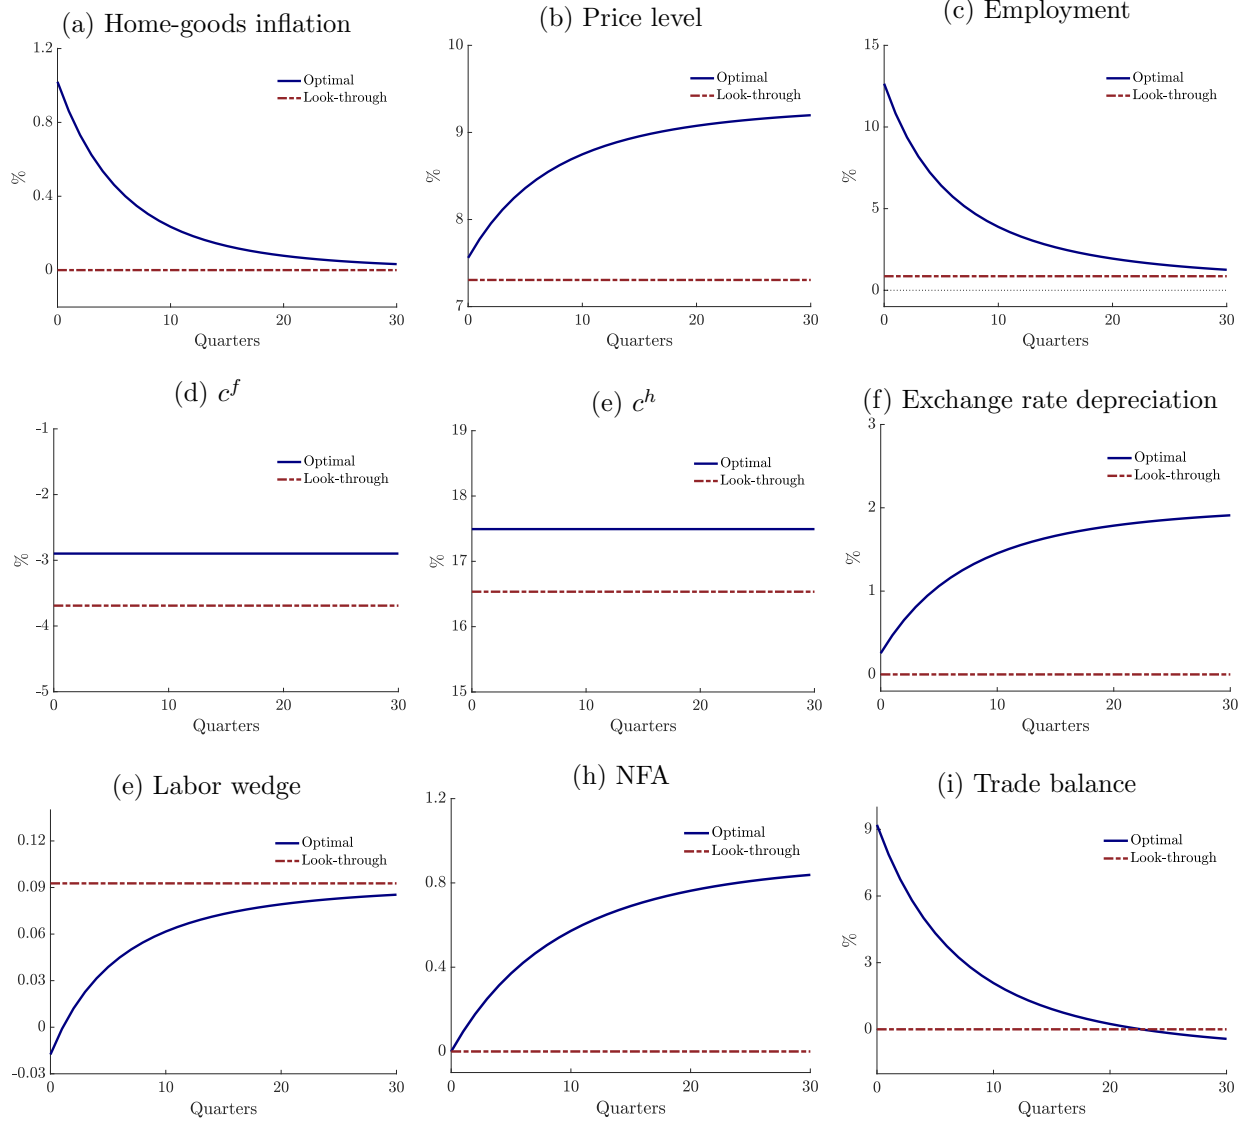 (a) Home-goods inflation
1.2
0.8
0.4
0
%
Optimal
Look-through
0 10 20 30
Quarters
(b) Price level
10
9
8
7
%
Optimal
Look-through
0 10 20 30
Quarters
(c) Employment
15
10
5
0
%
Optimal
Look-through
0 10 20 30
Quarters
(d) c^f
-1
-2
-3
-4
-5
%
Optimal
Look-through
0 10 20 30
Quarters
(e) c^h
19
18
17
16
15
%
Optimal
Look-through
0 10 20 30
Quarters
(f) Exchange rate depreciation
3
2
1
0
%
Optimal
Look-through
0 10 20 30
Quarters
(e) Labor wedge
0.12
0.09
0.06
0.03
0
-0.03
Optimal
Look-through
0 10 20 30
Quarters
(h) NFA
1.2
0.8
0.4
0
Optimal
Look-through
0 10 20 30
Quarters
(i) Trade balance
9
6
3
0
%
Optimal
Look-through
0 10 20 30
Quarters